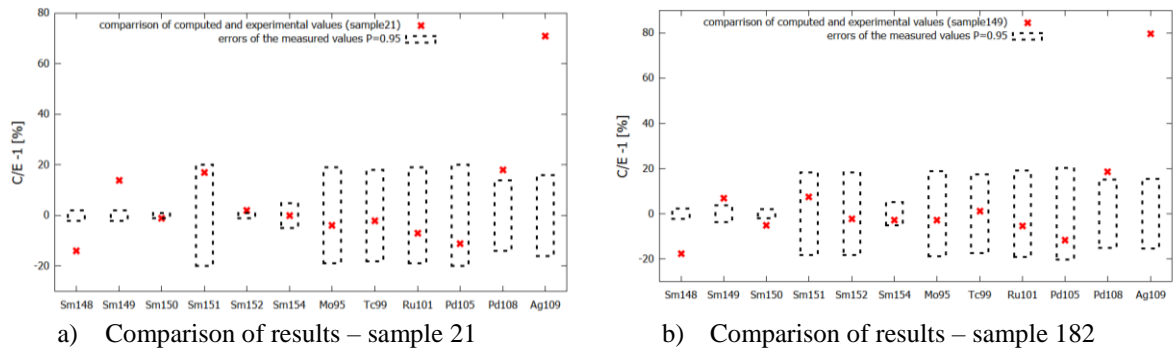 comparrison of computed and experimental values (sample21)
errors of the measured values P=0.95
C/E -1 [%]
80
60
40
20
0
-20
Sm148 Sm149 Sm150 Sm151 Sm152 Sm154 Mo95 Tc99 Ru101 Pd105 Pd108 Ag109
a) Comparison of results – sample 21
comparrison of computed and experimental values (sample149)
errors of the measured values P=0.95
C/E -1 [%]
80
60
40
20
0
-20
Sm148 Sm149 Sm150 Sm151 Sm152 Sm154 Mo95 Tc99 Ru101 Pd105 Pd108 Ag109
b) Comparison of results – sample 182